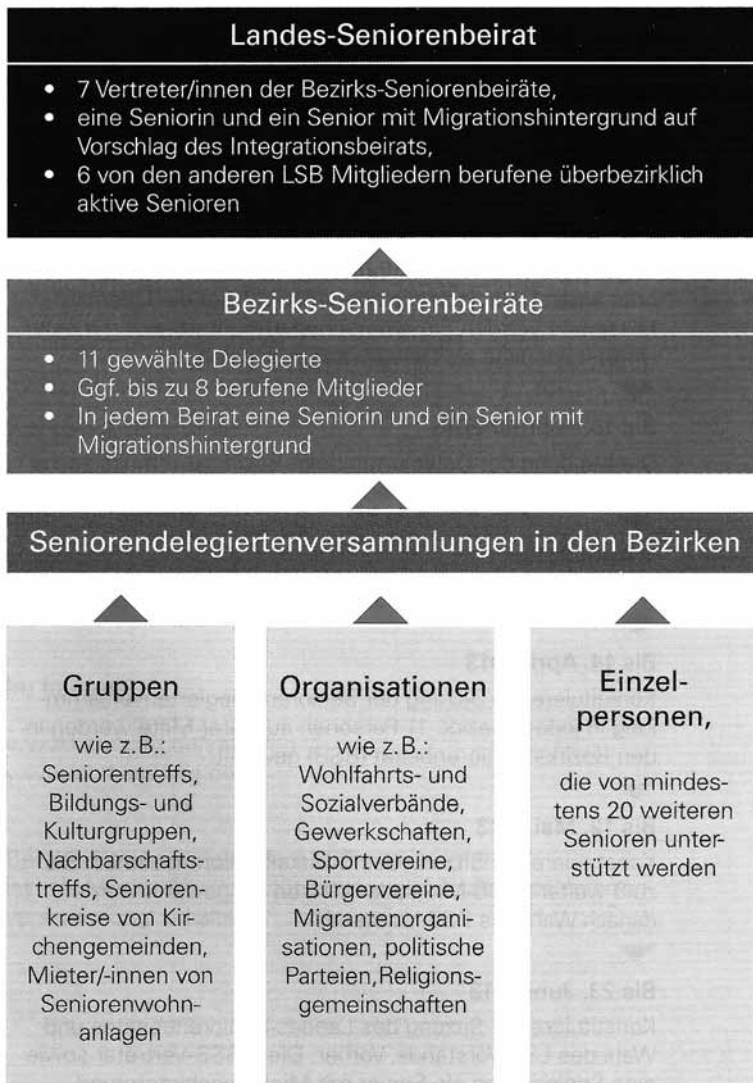 Landes-Seniorenbeirat
• 7 Vertreter/innen der Bezirks-Seniorenbeiräte,
• eine Seniorin und ein Senior mit Migrationshintergrund auf
Vorschlag des Integrationsbeirats,
• 6 von den anderen LSB Mitgliedern berufene überbezirklich
aktive Senioren
Bezirks-Seniorenbeiräte
• 11 gewählte Delegierte
• Ggf. bis zu 8 berufene Mitglieder
• In jedem Beirat eine Seniorin und ein Senior mit
Migrationshintergrund
Seniorendelegiertenversammlungen in den Bezirken
Gruppen
wie z.B.:
Seniorentreffs,
Bildungs- und
Kulturgruppen,
Nachbarschafts-
treffs, Senioren-
kreise von Kir-
chengemeinden,
Mieter/-innen von
Seniorenwohn-
anlagen
Organisationen
wie z.B.:
Wohlfahrts- und
Sozialverbände,
Gewerkschaften,
Sportvereine,
Bürgervereine,
Migrantenorgani-
sationen, politische
Parteien,Religions-
gemeinschaften
Einzel-
personen,
die von mindes-
tens 20 weiteren
Senioren unter-
stützt werden